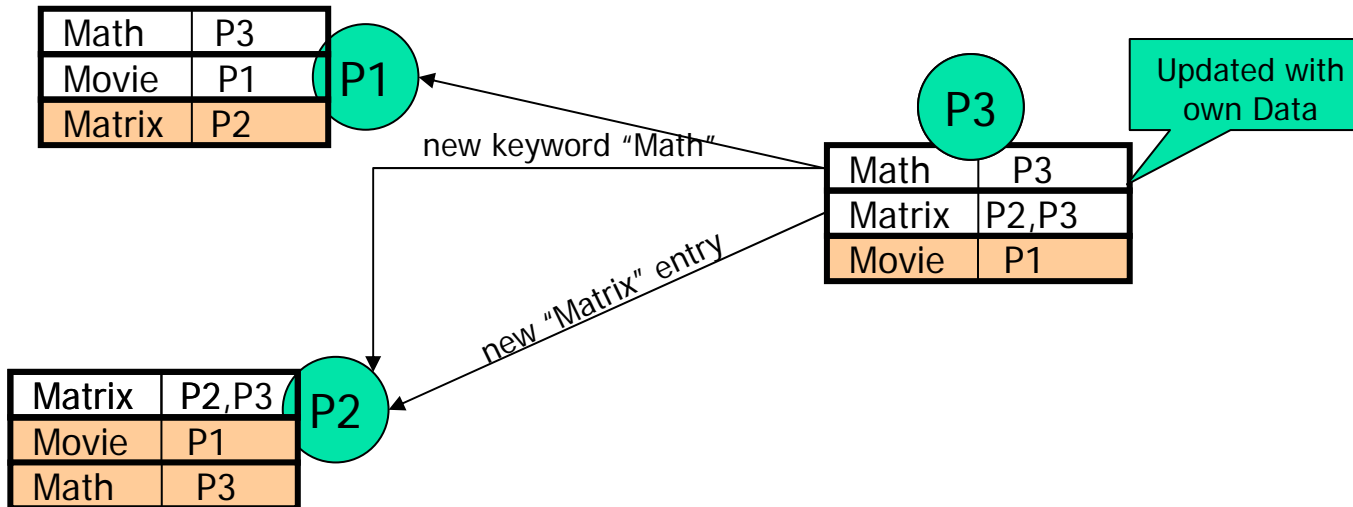 Math P3
Movie P1
Matrix P2
P1
new keyword "Math"
P3
Updated with
own Data
Math P3
Matrix P2,P3
Movie P1
new "Matrix" entry
Matrix P2,P3
Movie P1
Math P3
P2